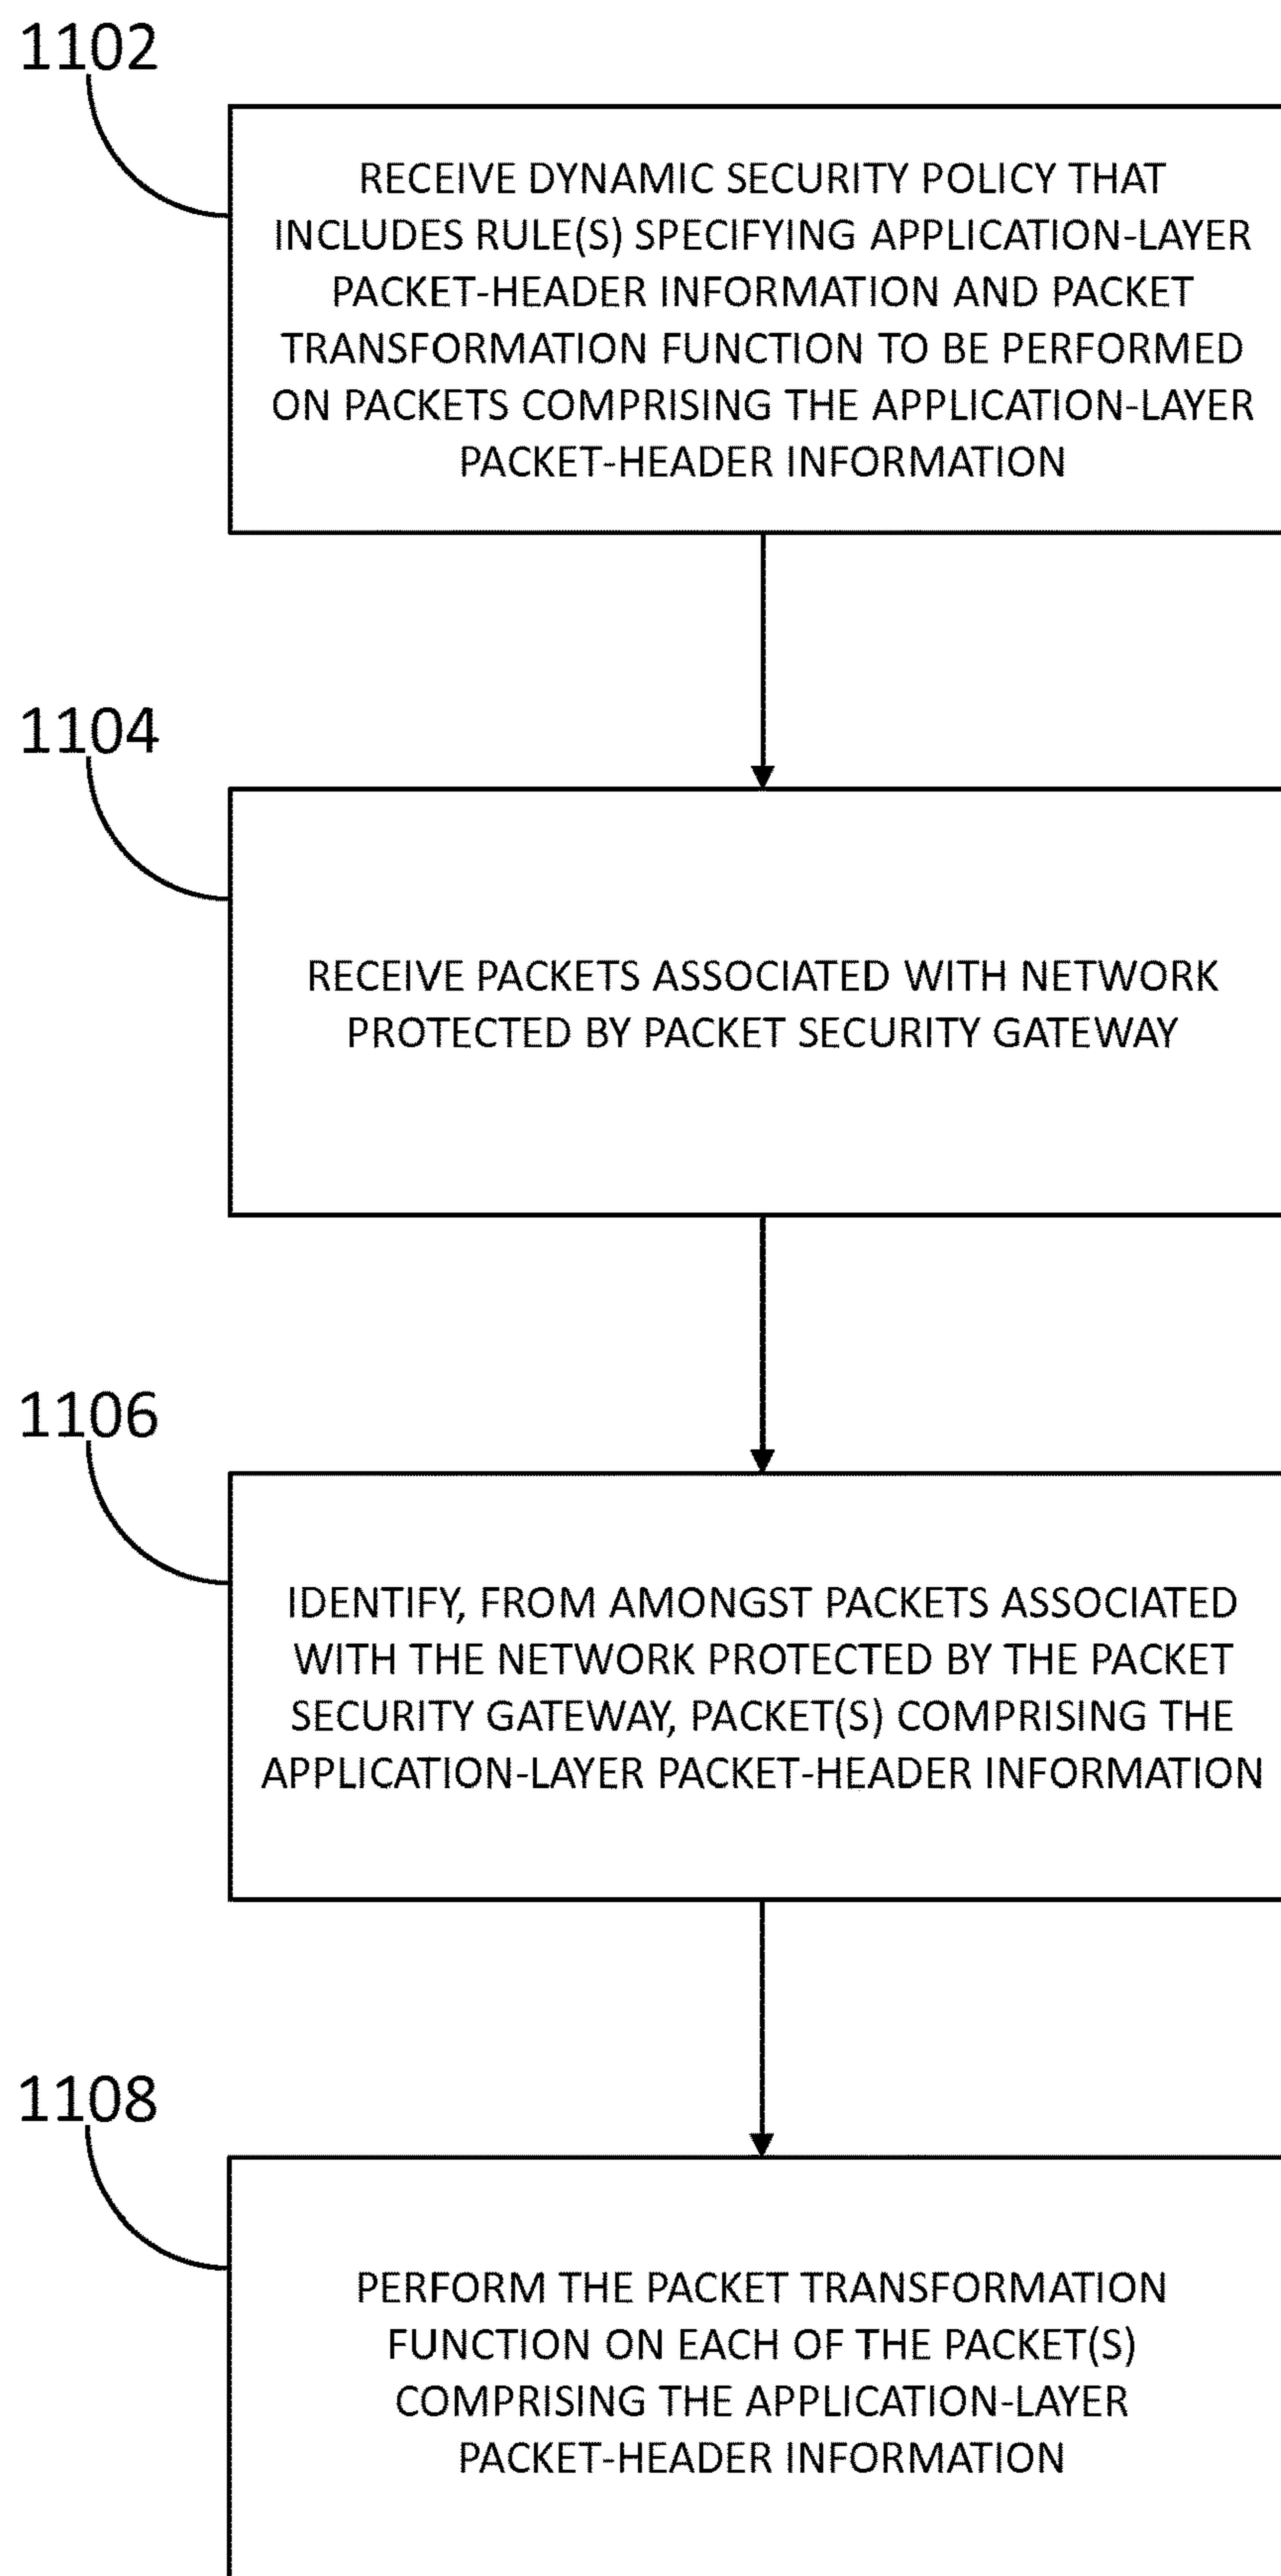 1102
RECEIVE DYNAMIC SECURITY POLICY THAT
INCLUDES RULE(S) SPECIFYING APPLICATION-LAYER
PACKET-HEADER INFORMATION AND PACKET
TRANSFORMATION FUNCTION TO BE PERFORMED
ON PACKETS COMPRISING THE APPLICATION-LAYER
PACKET-HEADER INFORMATION
1104
RECEIVE PACKETS ASSOCIATED WITH NETWORK
PROTECTED BY PACKET SECURITY GATEWAY
1106
IDENTIFY, FROM AMONGST PACKETS ASSOCIATED
WITH THE NETWORK PROTECTED BY THE PACKET
SECURITY GATEWAY, PACKET(S) COMPRISING THE
APPLICATION-LAYER PACKET-HEADER INFORMATION
1108
PERFORM THE PACKET TRANSFORMATION
FUNCTION ON EACH OF THE PACKET(S)
COMPRISING THE APPLICATION-LAYER
PACKET-HEADER INFORMATION